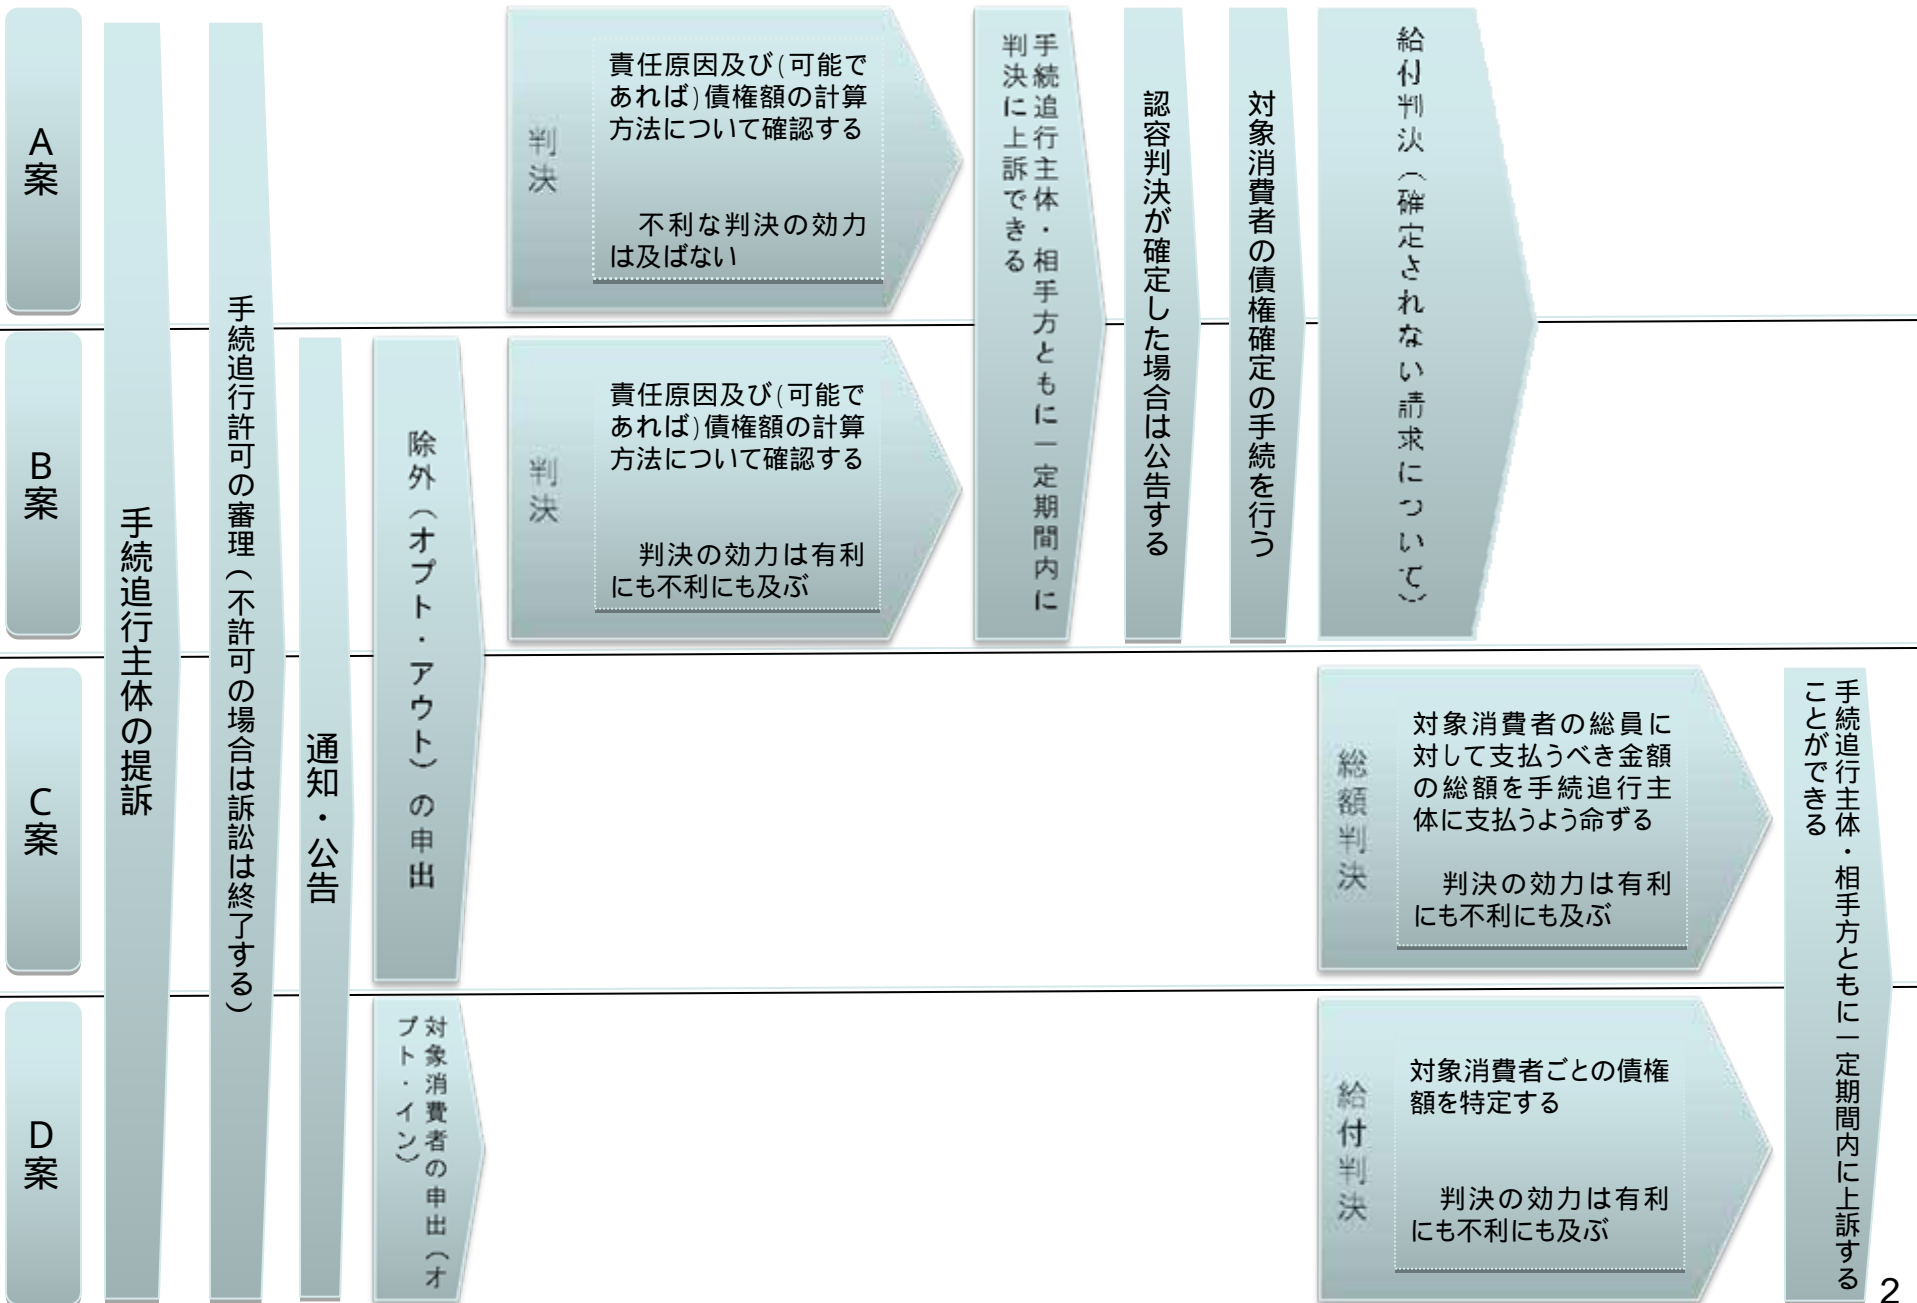 A
案
B
案
C
案
D
案
手続追行主体の提訴
手続追行許可の審理（不許可の場合は訴訟は終了する）
通知・公告
除外（オプト・アウト）の申出
対象消費者の申出（オ
プト・イン）
判決
責任原因及び(可能で
あれば)債権額の計算
方法について確認する
不利な判決の効力
は及ばない
判決
責任原因及び(可能で
あれば)債権額の計算
方法について確認する
判決の効力は有利
にも不利にも及ぶ
手続追行主体・相手方ともに一定期間内に
判決に上訴できる
認容判決が確定した場合は公告する
対象消費者の債権確定の手続を行う
給付判決（確定されない請求について）
総額判決
対象消費者の総員に
対して支払うべき金額
の総額を手続追行主
体に支払うよう命ずる
判決の効力は有利
にも不利にも及ぶ
給付判決
対象消費者ごとの債権
額を特定する
判決の効力は有利
にも不利にも及ぶ
手続追行主体・相手方ともに一定期間内に上訴する
ことができる
2